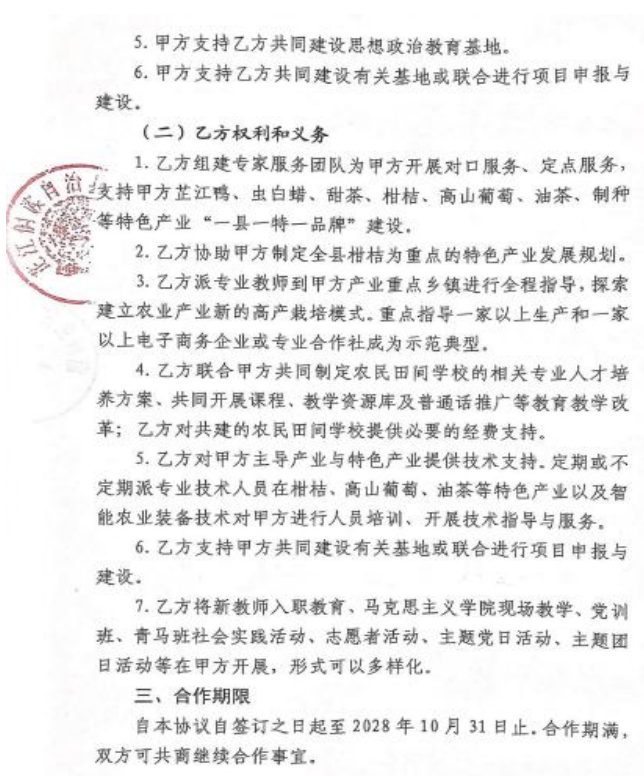 5. 甲方支持乙方共同建设思想政治教育基地。
6. 甲方支持乙方共同建设有关基地或联合进行项目申报与
建设。
（二）乙方权利和义务
1. 乙方组建专家服务团队为甲方开展对口服务、定点服务，
支持甲方芷江鸭、虫白蜡、甜茶、柑桔、高山葡萄、油茶、制种
等特色产业“一县一特一品牌”建设。
2. 乙方协助甲方制定全县柑桔为重点的特色产业发展规划。
3. 乙方派专业教师到甲方产业重点乡镇进行全程指导，探索
建立农业产业新的高产栽培模式。重点指导一家以上生产和一家
以上电子商务企业或专业合作社成为示范典型。
4. 乙方联合甲方共同制定农民田间学校的相关专业人才培
养方案、共同开展课程、教学资源库及普通话推广等教育教学改
革；乙方对共建的农民田间学校提供必要的经费支持。
5. 乙方对甲方主导产业与特色产业提供技术支持。定期或不
定期派专业技术人员在柑桔、高山葡萄、油茶等特色产业以及智
能农业装备技术对甲方进行人员培训、开展技术指导与服务。
6. 乙方支持甲方共同建设有关基地或联合进行项目申报与
建设。
7. 乙方将新教师入职教育、马克思主义学院现场教学、党训
班、青马班社会实践活动、志愿者活动、主题党日活动、主题团
日活动等在甲方开展，形式可以多样化。
三、合作期限
自本协议自签订之日起至 2028 年 10 月 31 日止。合作期满，
双方可共商继续合作事宜。
芷江侗族自治